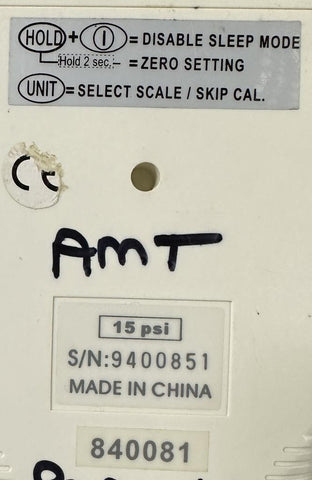 HOLD + I = DISABLE SLEEP MODE
Hold 2 sec. = ZERO SETTING
UNIT = SELECT SCALE / SKIP CAL.
CE
AMT
15 psi
S/N:9400851
MADE IN CHINA
840081